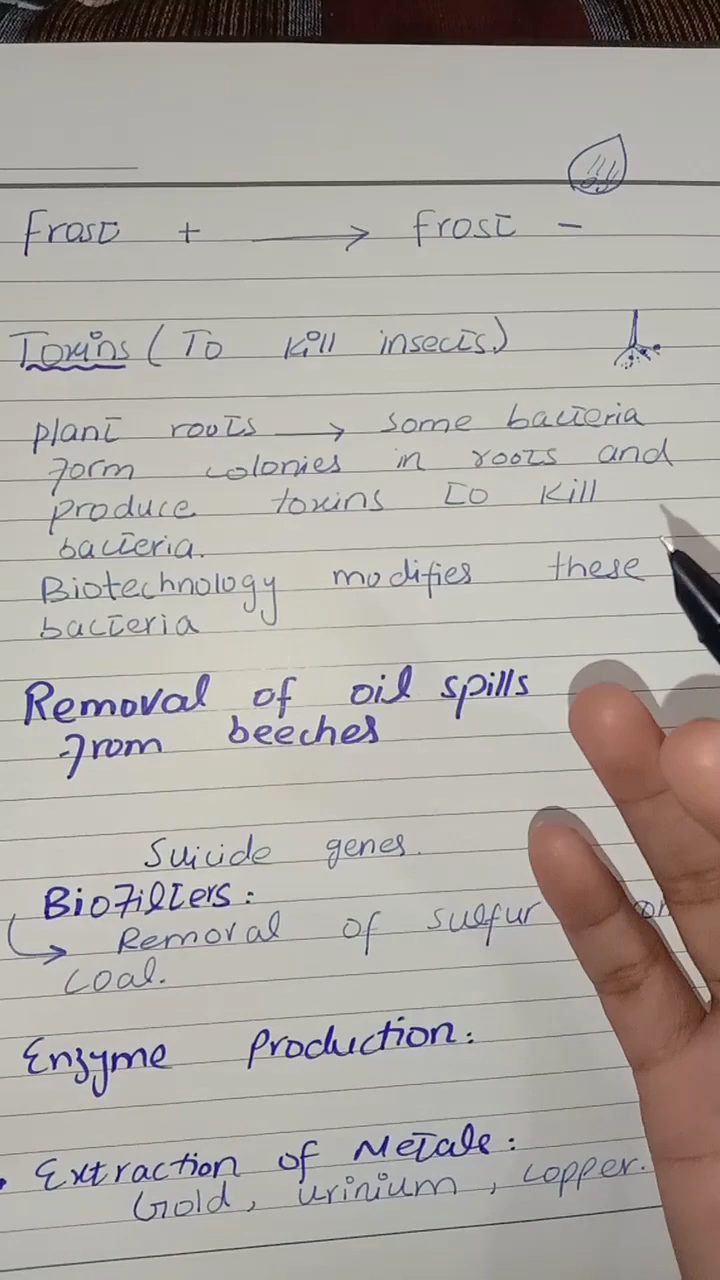 Frost + → frost -
Toxins (To kill insects)
plant roots → some bacteria
form colonies in roots and
produce toxins to kill
bacteria.
Biotechnology modifies these
bacteria
Removal of oil spills
from beeches
Suicide genes.
BioFilters:
→ Removal of sulfur
coal.
Enzyme Production:
• Extraction of Metals:
Gold, urinium, copper.